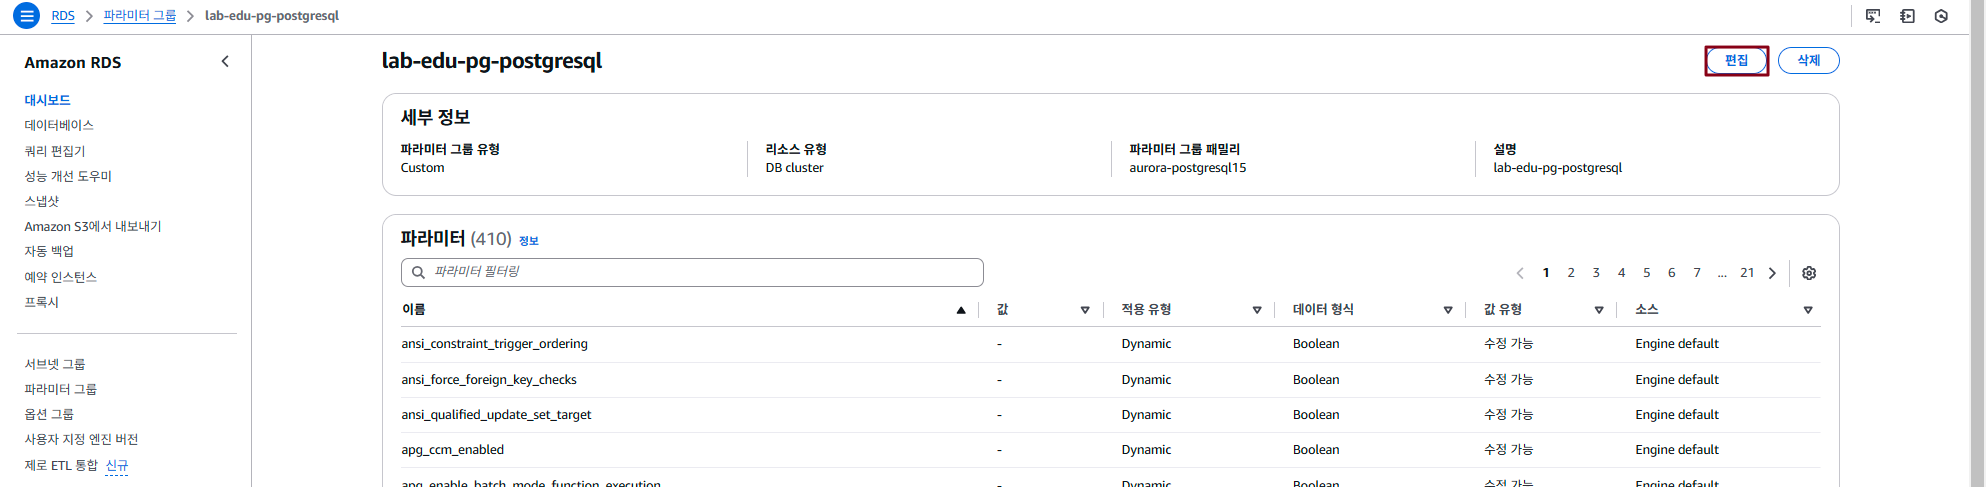 RDS > 파라미터 그룹 > lab-edu-pg-postgresql
Amazon RDS
대시보드
데이터베이스
쿼리 편집기
성능 개선 도우미
스냅샷
Amazon S3에서 내보내기
자동 백업
예약 인스턴스
프록시
서브넷 그룹
파라미터 그룹
옵션 그룹
사용자 지정 엔진 버전
제로 ETL 통합 신규
lab-edu-pg-postgresql
편집 삭제
세부 정보
파라미터 그룹 유형 리소스 유형 파라미터 그룹 패밀리 설명
Custom DB cluster aurora-postgresql15 lab-edu-pg-postgresql
파라미터 (410) 정보
파라미터 필터링
1 2 3 4 5 6 7 ... 21
이름 값 적용 유형 데이터 형식 값 유형 소스
ansi_constraint_trigger_ordering - Dynamic Boolean 수정 가능 Engine default
ansi_force_foreign_key_checks - Dynamic Boolean 수정 가능 Engine default
ansi_qualified_update_set_target - Dynamic Boolean 수정 가능 Engine default
apg_ccm_enabled - Dynamic Boolean 수정 가능 Engine default
apg_enable_batch_mode_function_execution - Dynamic Boolean 수정 가능 Engine default